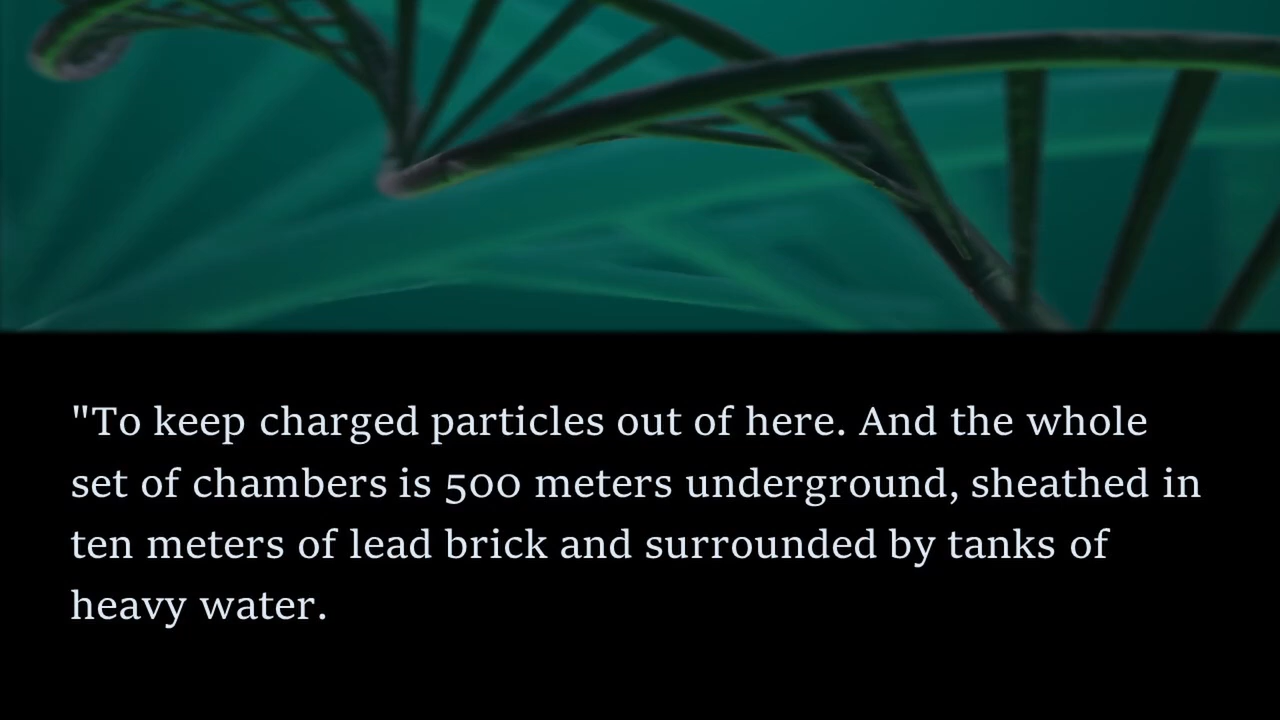 "To keep charged particles out of here. And the whole
set of chambers is 500 meters underground, sheathed in
ten meters of lead brick and surrounded by tanks of
heavy water.